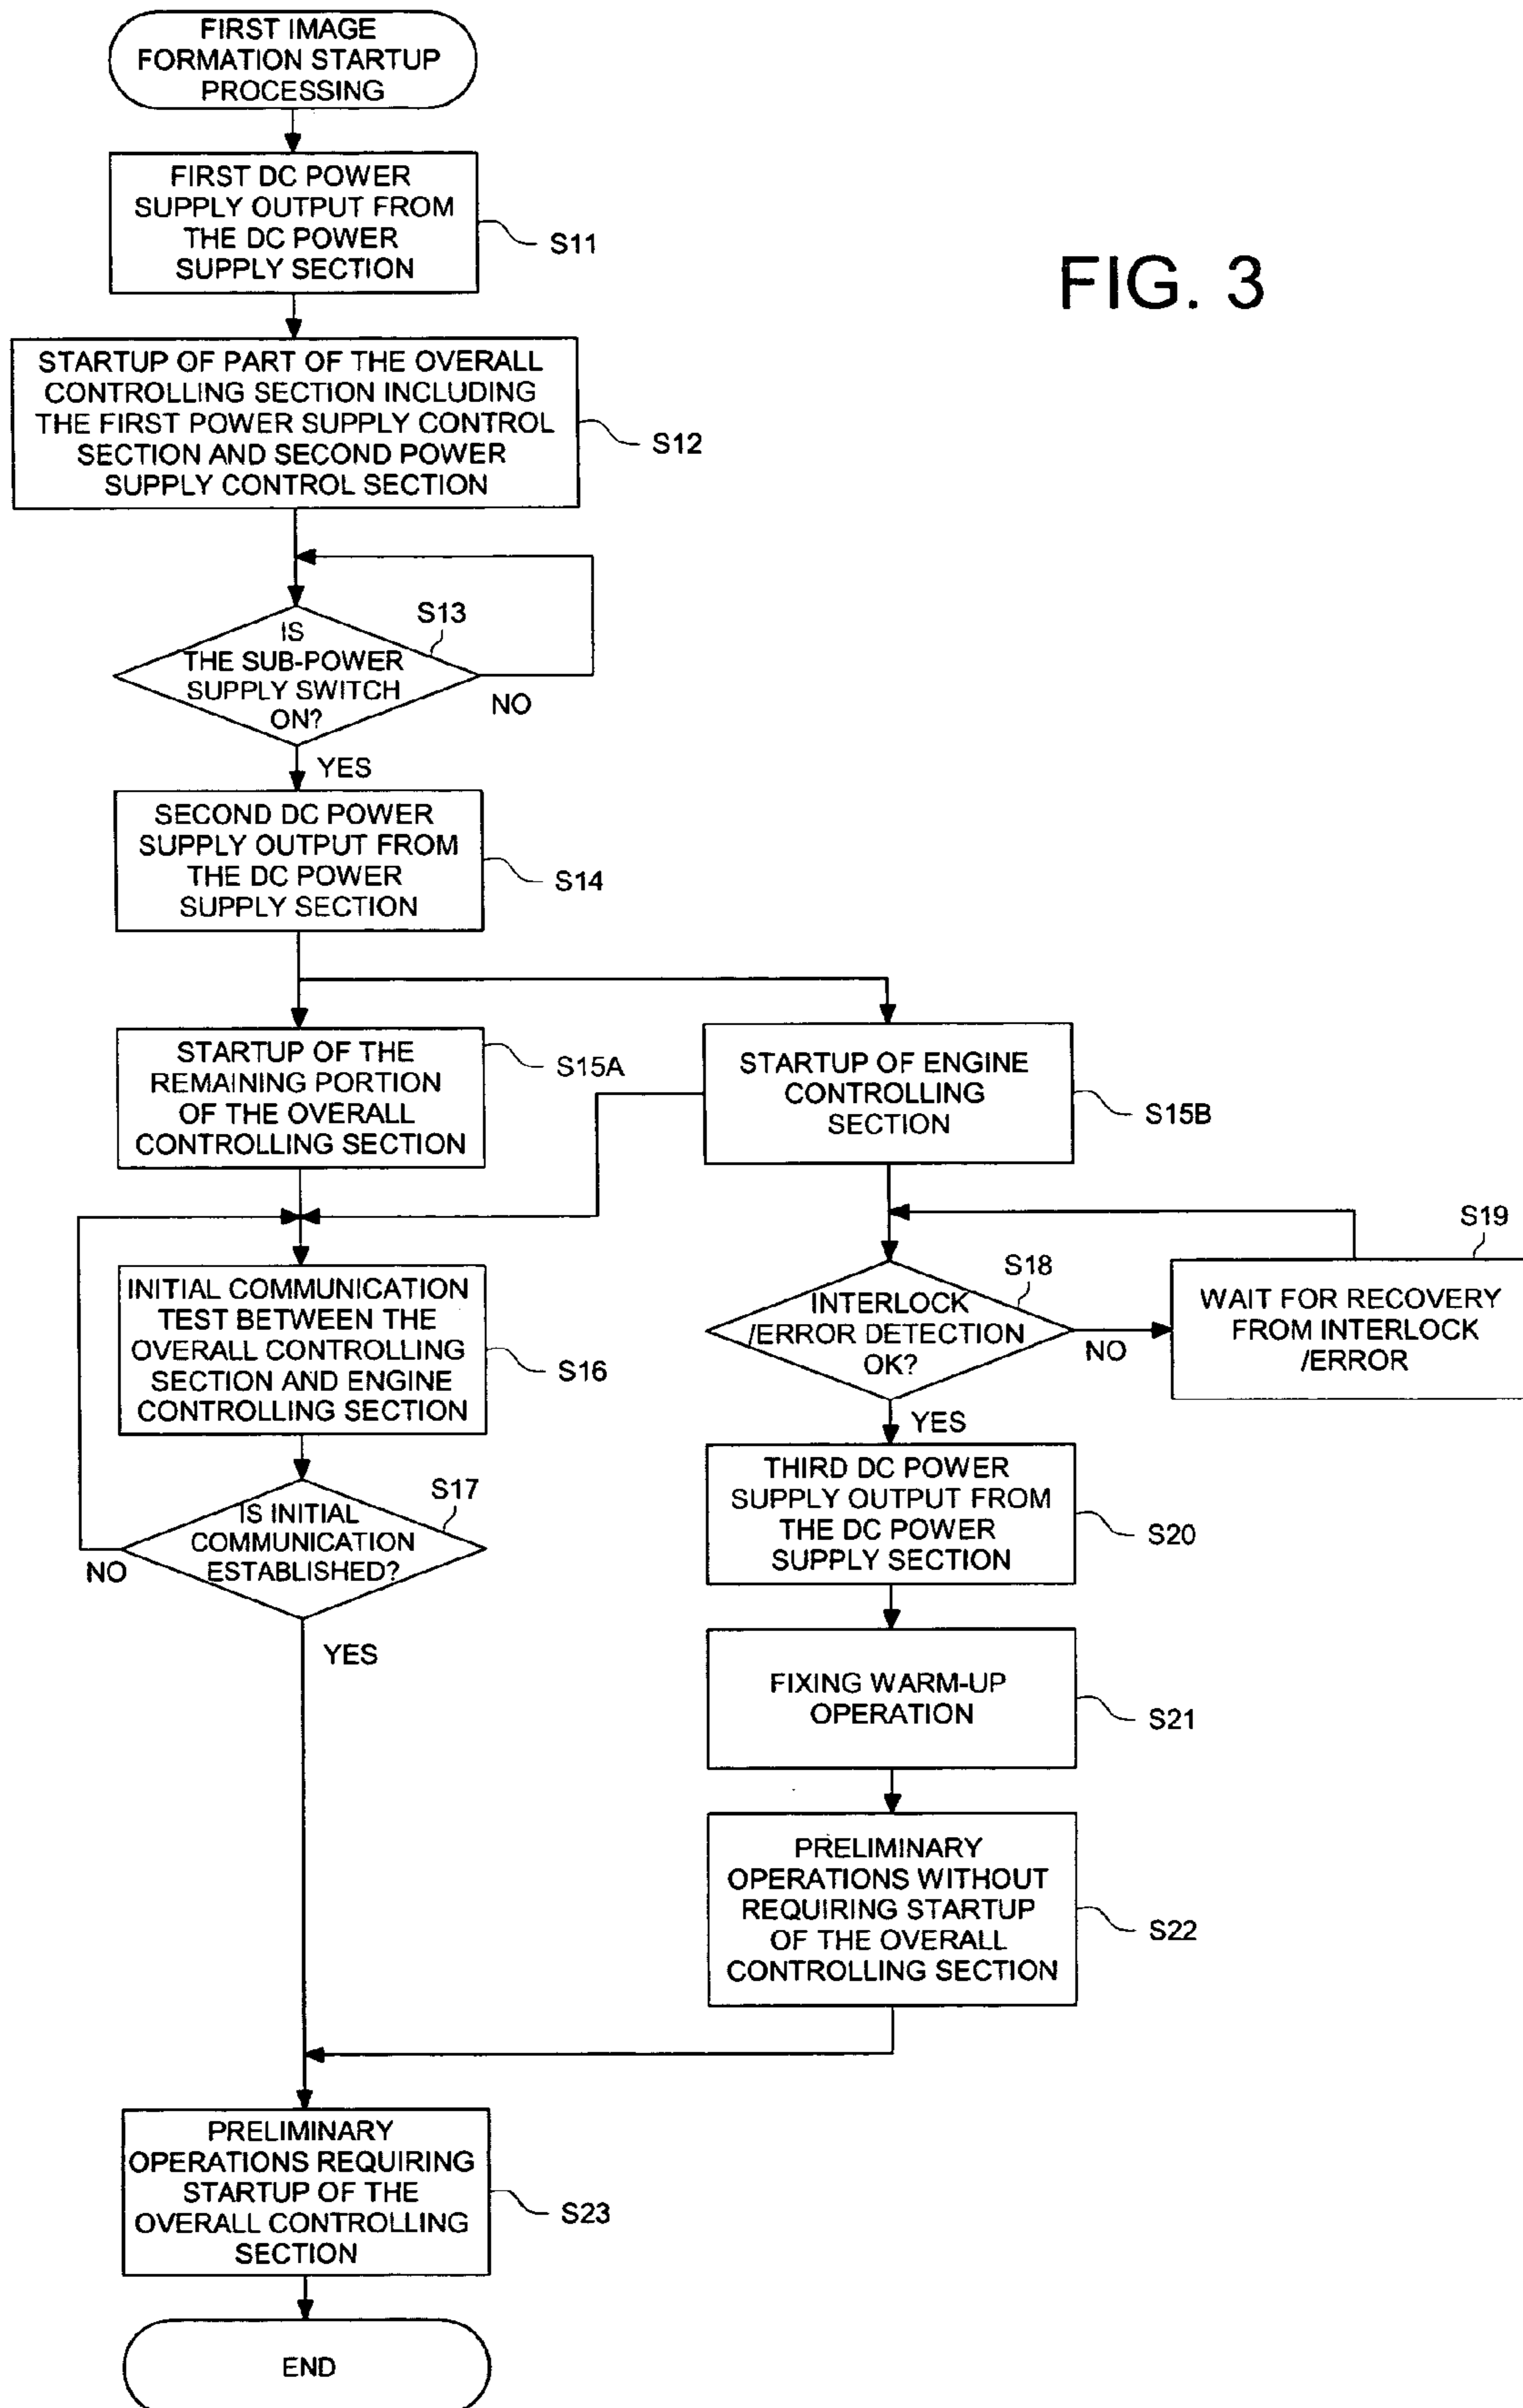 FIRST IMAGE
FORMATION STARTUP
PROCESSING
FIRST DC POWER
SUPPLY OUTPUT FROM
THE DC POWER
SUPPLY SECTION
S11
FIG. 3
STARTUP OF PART OF THE OVERALL
CONTROLLING SECTION INCLUDING
THE FIRST POWER SUPPLY CONTROL
SECTION AND SECOND POWER
SUPPLY CONTROL SECTION
S12
S13
IS
THE SUB-POWER
SUPPLY SWITCH
ON?
NO
YES
SECOND DC POWER
SUPPLY OUTPUT FROM
THE DC POWER
SUPPLY SECTION
S14
STARTUP OF THE
REMAINING PORTION
OF THE OVERALL
CONTROLLING SECTION
S15A
STARTUP OF ENGINE
CONTROLLING
SECTION
S15B
INITIAL COMMUNICATION
TEST BETWEEN THE
OVERALL CONTROLLING
SECTION AND ENGINE
CONTROLLING SECTION
S16
S17
IS INITIAL
COMMUNICATION
ESTABLISHED?
NO
YES
S18
INTERLOCK
/ERROR DETECTION
OK?
NO
YES
S19
WAIT FOR RECOVERY
FROM INTERLOCK
/ERROR
THIRD DC POWER
SUPPLY OUTPUT FROM
THE DC POWER
SUPPLY SECTION
S20
FIXING WARM-UP
OPERATION
S21
PRELIMINARY
OPERATIONS WITHOUT
REQUIRING STARTUP
OF THE OVERALL
CONTROLLING SECTION
S22
PRELIMINARY
OPERATIONS REQUIRING
STARTUP OF THE
OVERALL CONTROLLING
SECTION
S23
END